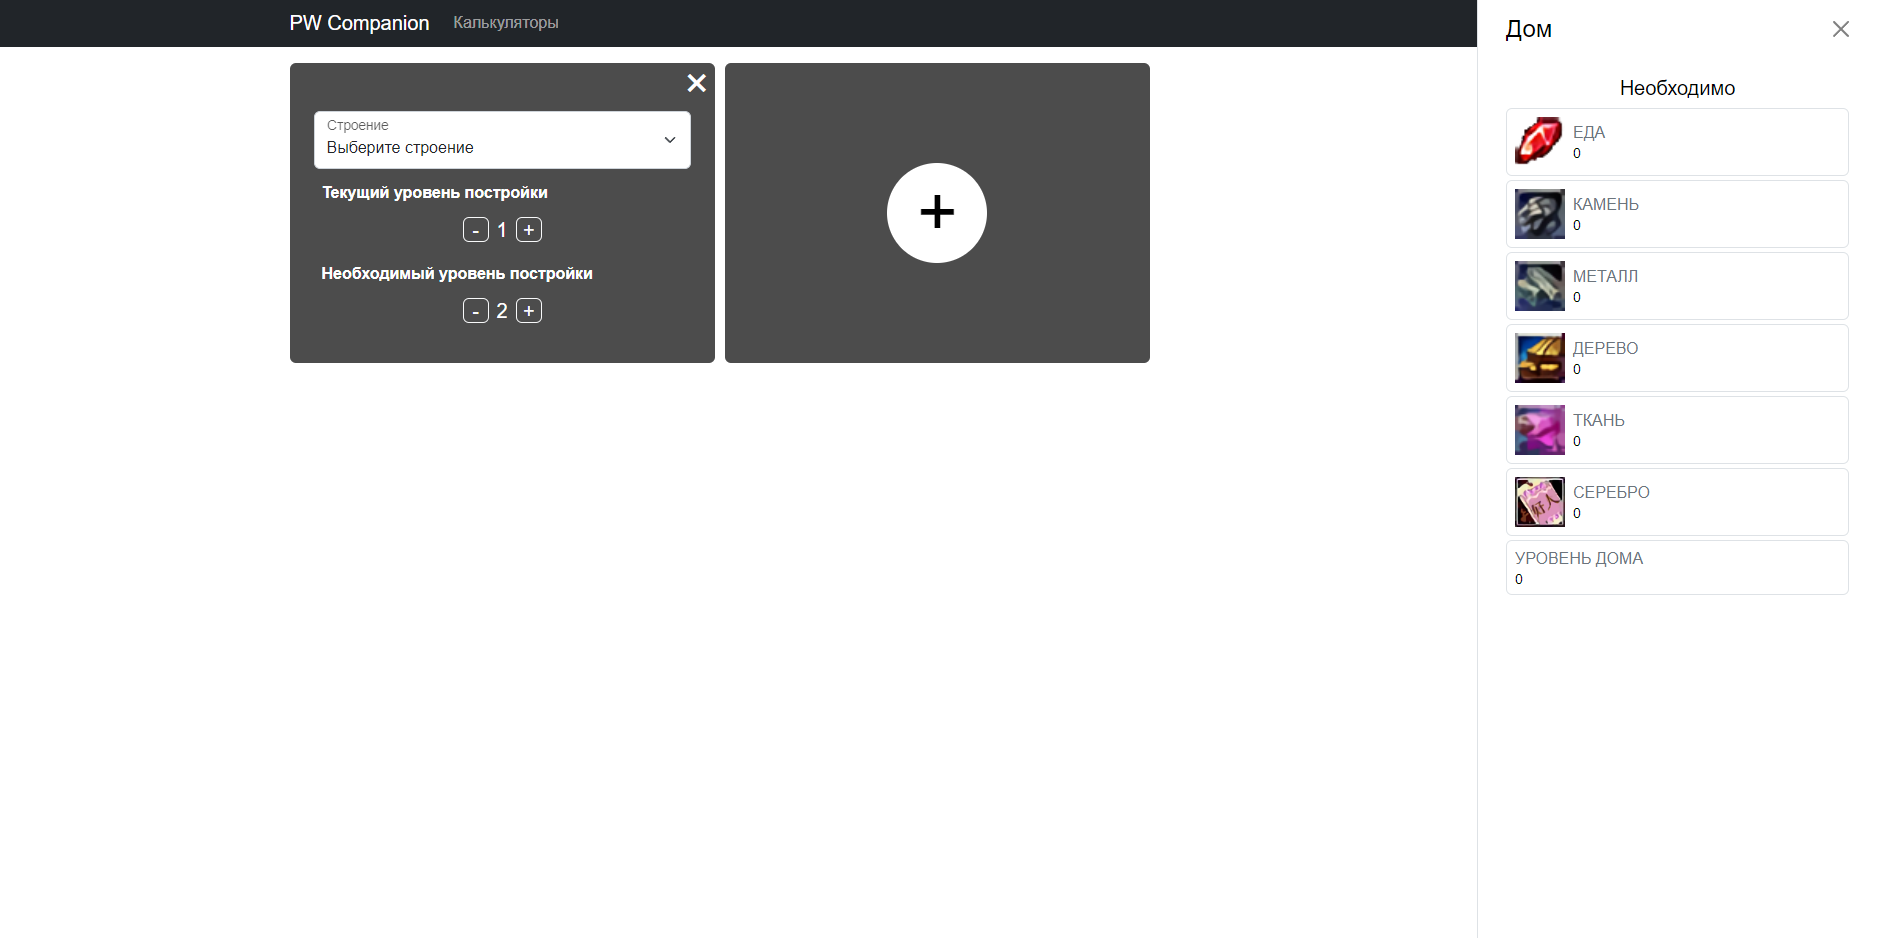 PW Companion Калькуляторы
Строение
Выберите строение
Текущий уровень постройки
- 1 +
Необходимый уровень постройки
- 2 +
+
Дом
Необходимо
ЕДА
0
КАМЕНЬ
0
МЕТАЛЛ
0
ДЕРЕВО
0
ТКАНЬ
0
СЕРЕБРО
0
УРОВЕНЬ ДОМА
0